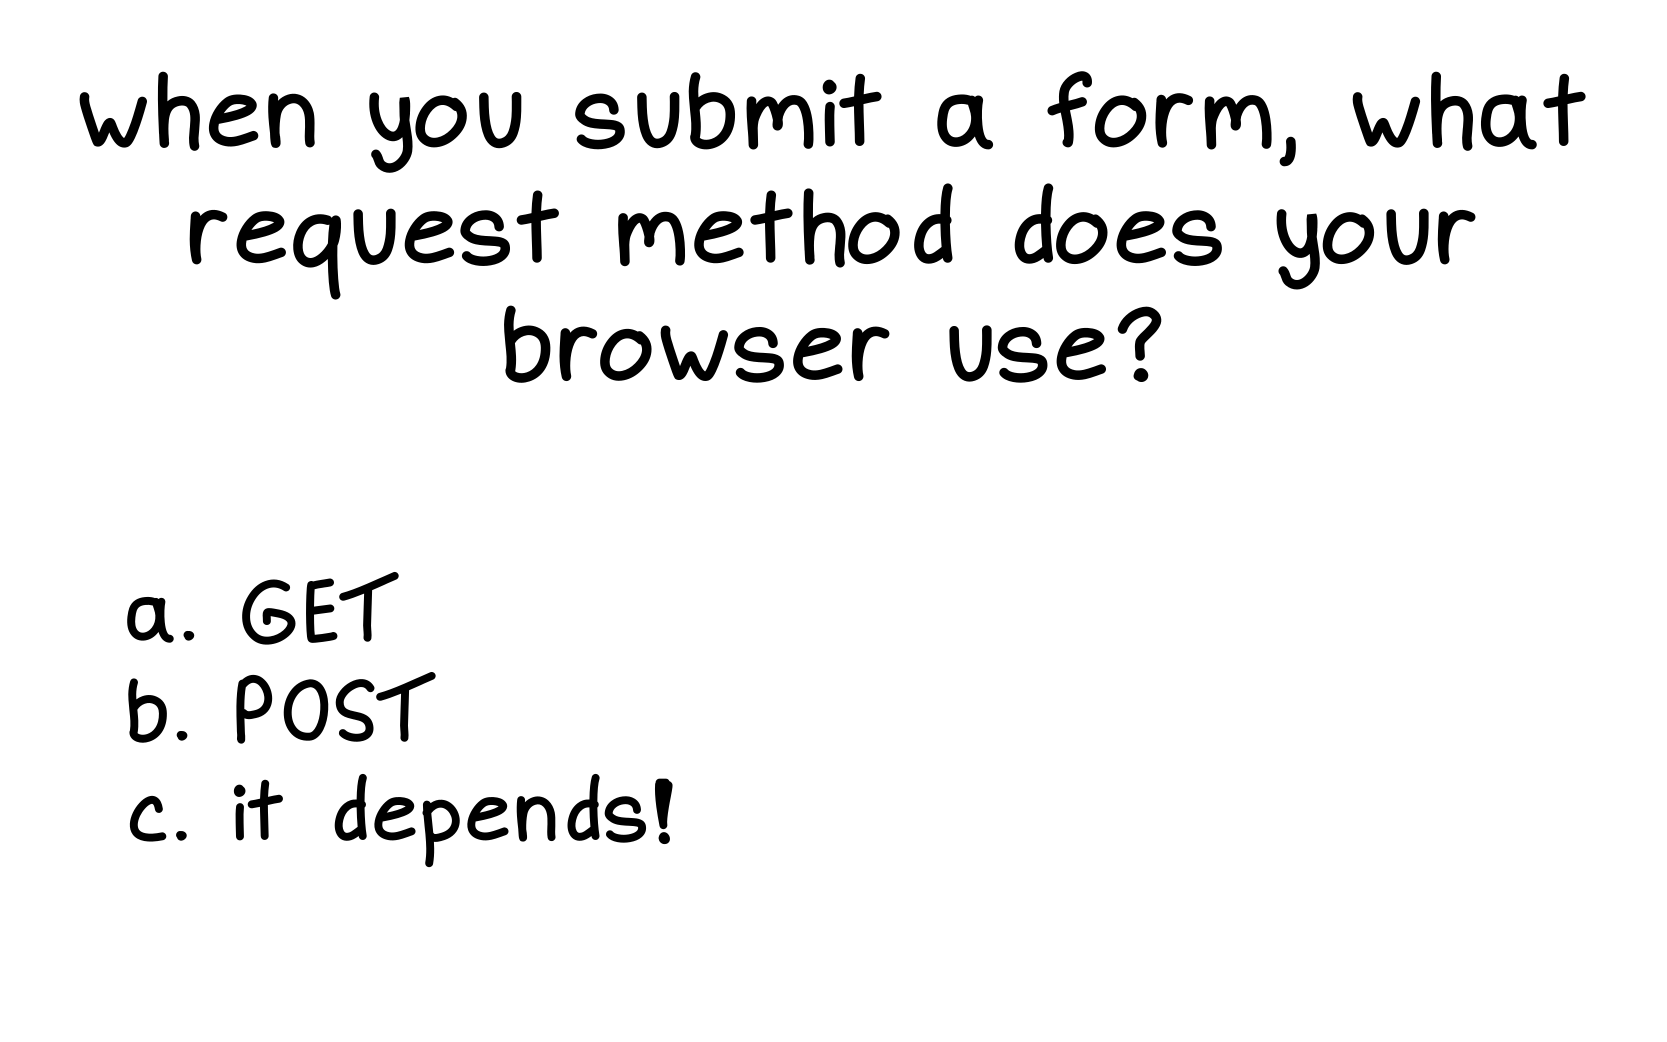 when you submit a form, what
request method does your
browser use?
a. GET
b. POST
c. it depends!